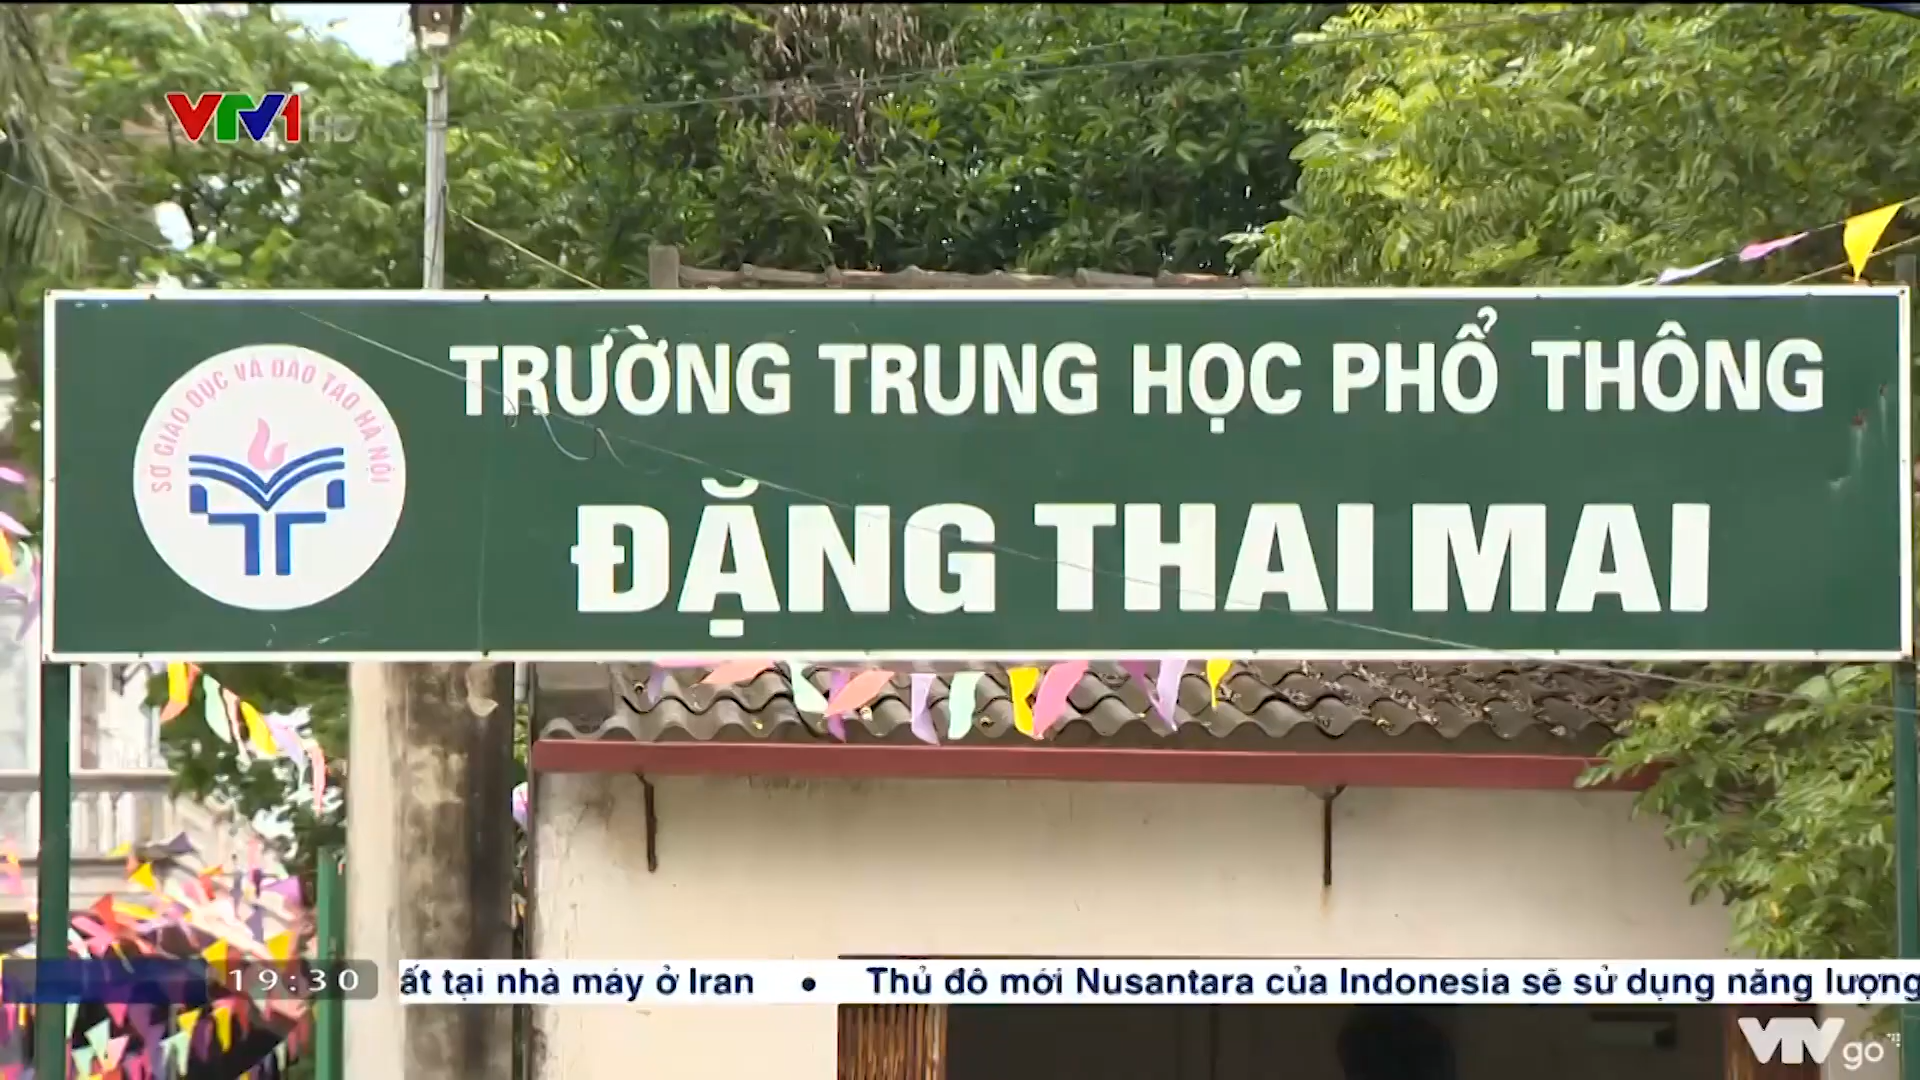 VTV1 HD
TRƯỜNG TRUNG HỌC PHỔ THÔNG
SỞ GIÁO DỤC VÀ ĐÀO TẠO HÀ NỘI
ĐẶNG THAI MAI
19:30
ất tại nhà máy ở Iran • Thủ đô mới Nusantara của Indonesia sẽ sử dụng năng lượng
VTV go